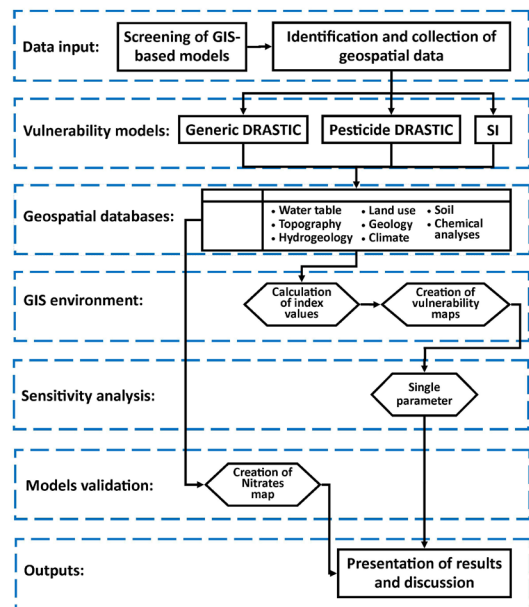 Data input:
Screening of GIS-
based models
Identification and collection of
geospatial data
Vulnerability models:
Generic DRASTIC
Pesticide DRASTIC
SI
Geospatial databases:
• Water table
• Topography
• Hydrogeology
• Land use
• Geology
• Climate
• Soil
• Chemical
analyses
GIS environment:
Calculation
of index
values
Creation of
vulnerability
maps
Sensitivity analysis:
Single
parameter
Models validation:
Creation of
Nitrates
map
Outputs:
Presentation of results
and discussion